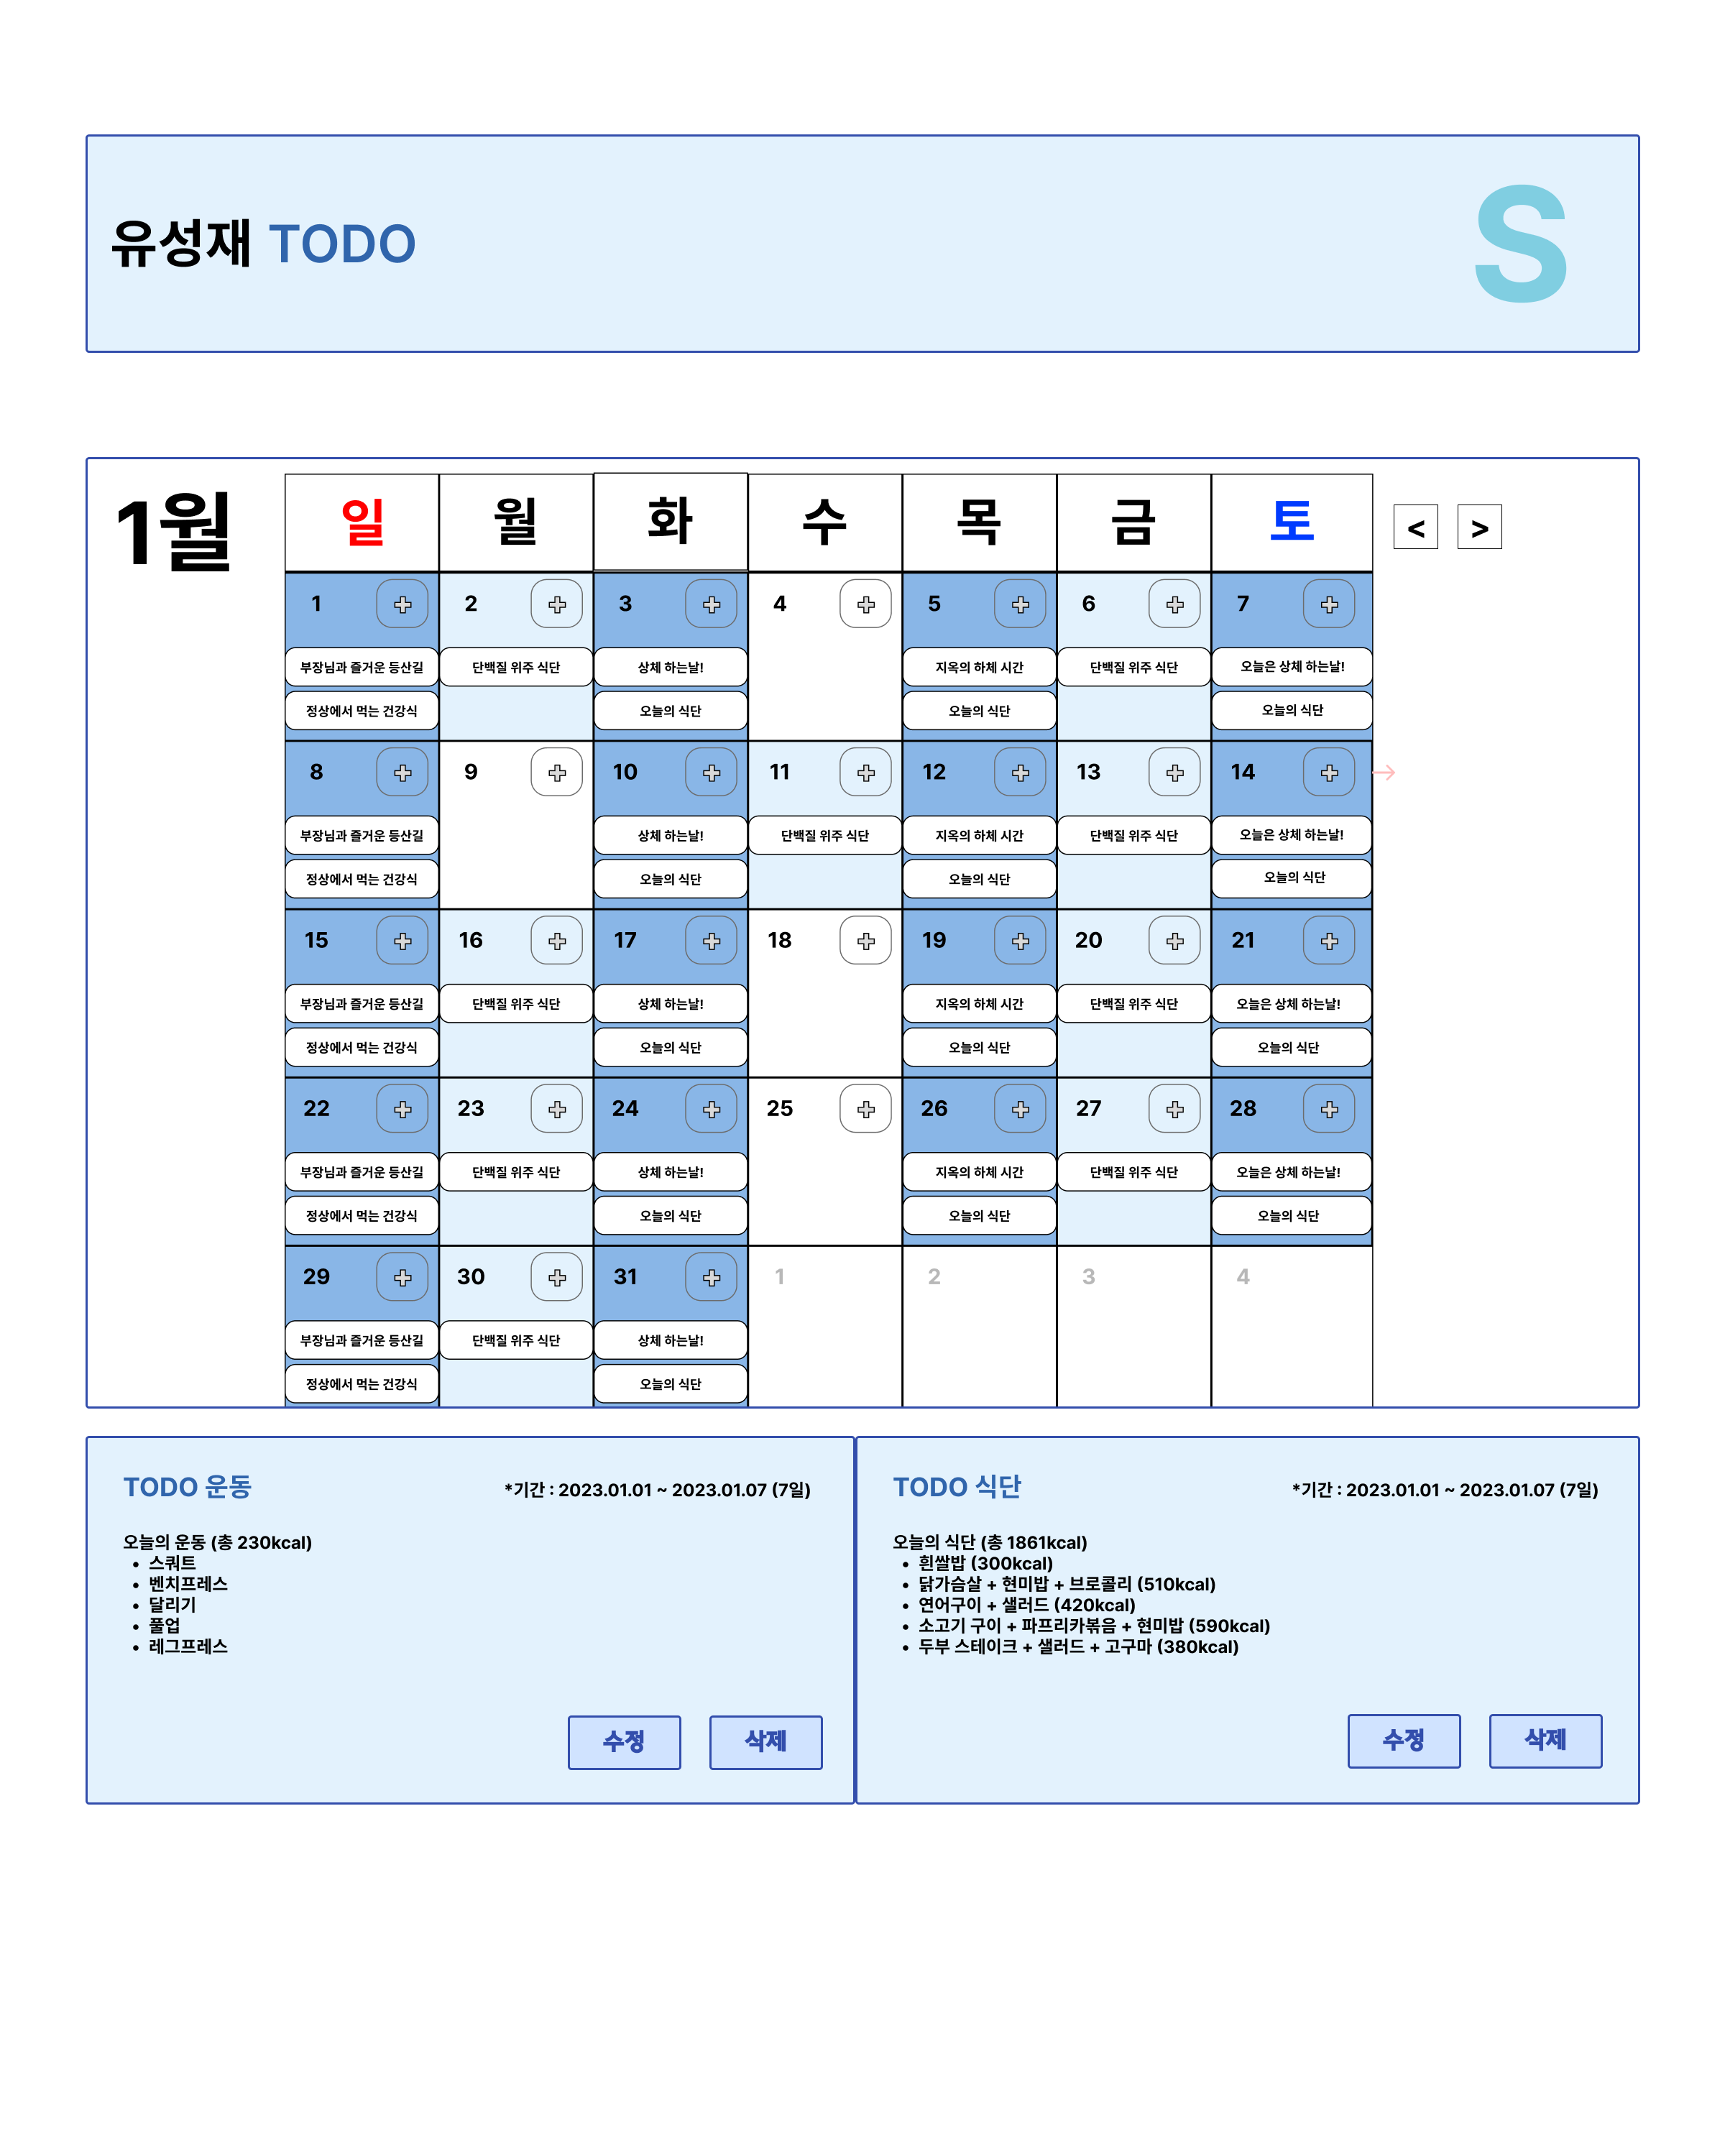 유성재 TODO
S
1월
일 월 화 수 목 금 토
< >
1 2 3 4 5 6 7
부장님과 즐거운 등산길 단백질 위주 식단 상체 하는날! 지옥의 하체 시간 단백질 위주 식단 오늘은 상체 하는날!
정상에서 먹는 건강식 오늘의 식단 오늘의 식단 오늘의 식단
8 9 10 11 12 13 14
부장님과 즐거운 등산길 상체 하는날! 단백질 위주 식단 지옥의 하체 시간 단백질 위주 식단 오늘은 상체 하는날!
정상에서 먹는 건강식 오늘의 식단 오늘의 식단 오늘의 식단
15 16 17 18 19 20 21
부장님과 즐거운 등산길 단백질 위주 식단 상체 하는날! 지옥의 하체 시간 단백질 위주 식단 오늘은 상체 하는날!
정상에서 먹는 건강식 오늘의 식단 오늘의 식단 오늘의 식단
22 23 24 25 26 27 28
부장님과 즐거운 등산길 단백질 위주 식단 상체 하는날! 지옥의 하체 시간 단백질 위주 식단 오늘은 상체 하는날!
정상에서 먹는 건강식 오늘의 식단 오늘의 식단 오늘의 식단
29 30 31 1 2 3 4
부장님과 즐거운 등산길 단백질 위주 식단 상체 하는날!
정상에서 먹는 건강식 오늘의 식단
TODO 운동 *기간 : 2023.01.01 ~ 2023.01.07 (7일)
오늘의 운동 (총 230kcal)
• 스쿼트
• 벤치프레스
• 달리기
• 풀업
• 레그프레스
수정 삭제
TODO 식단 *기간 : 2023.01.01 ~ 2023.01.07 (7일)
오늘의 식단 (총 1861kcal)
• 흰쌀밥 (300kcal)
• 닭가슴살 + 현미밥 + 브로콜리 (510kcal)
• 연어구이 + 샐러드 (420kcal)
• 소고기 구이 + 파프리카볶음 + 현미밥 (590kcal)
• 두부 스테이크 + 샐러드 + 고구마 (380kcal)
수정 삭제